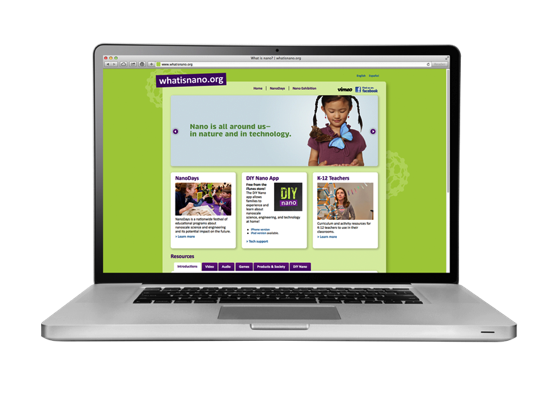 What is nano? | whatisnano.org
www.whatisnano.org
whatisnano.org
English Español
Home NanoDays Nano Exhibition
vimeo
facebook
Nano is all around us–
in nature and in technology.
NanoDays
NanoDays is a nationwide festival of
educational programs about
nanoscale science and engineering
and its potential impact on the future.
Learn more
DIY Nano App
Free from the
iTunes store!
The DIY Nano
app allows
families to
experience and
learn about
nanoscale
science, engineering, and technology
at home!
iPhone version
iPad version available
Tech support
DIY
nano
K-12 Teachers
Curriculum and activity resources for
K-12 teachers to use in their
classrooms.
Learn more
Resources
Introductions Video Audio Games Products & Society DIY Nano